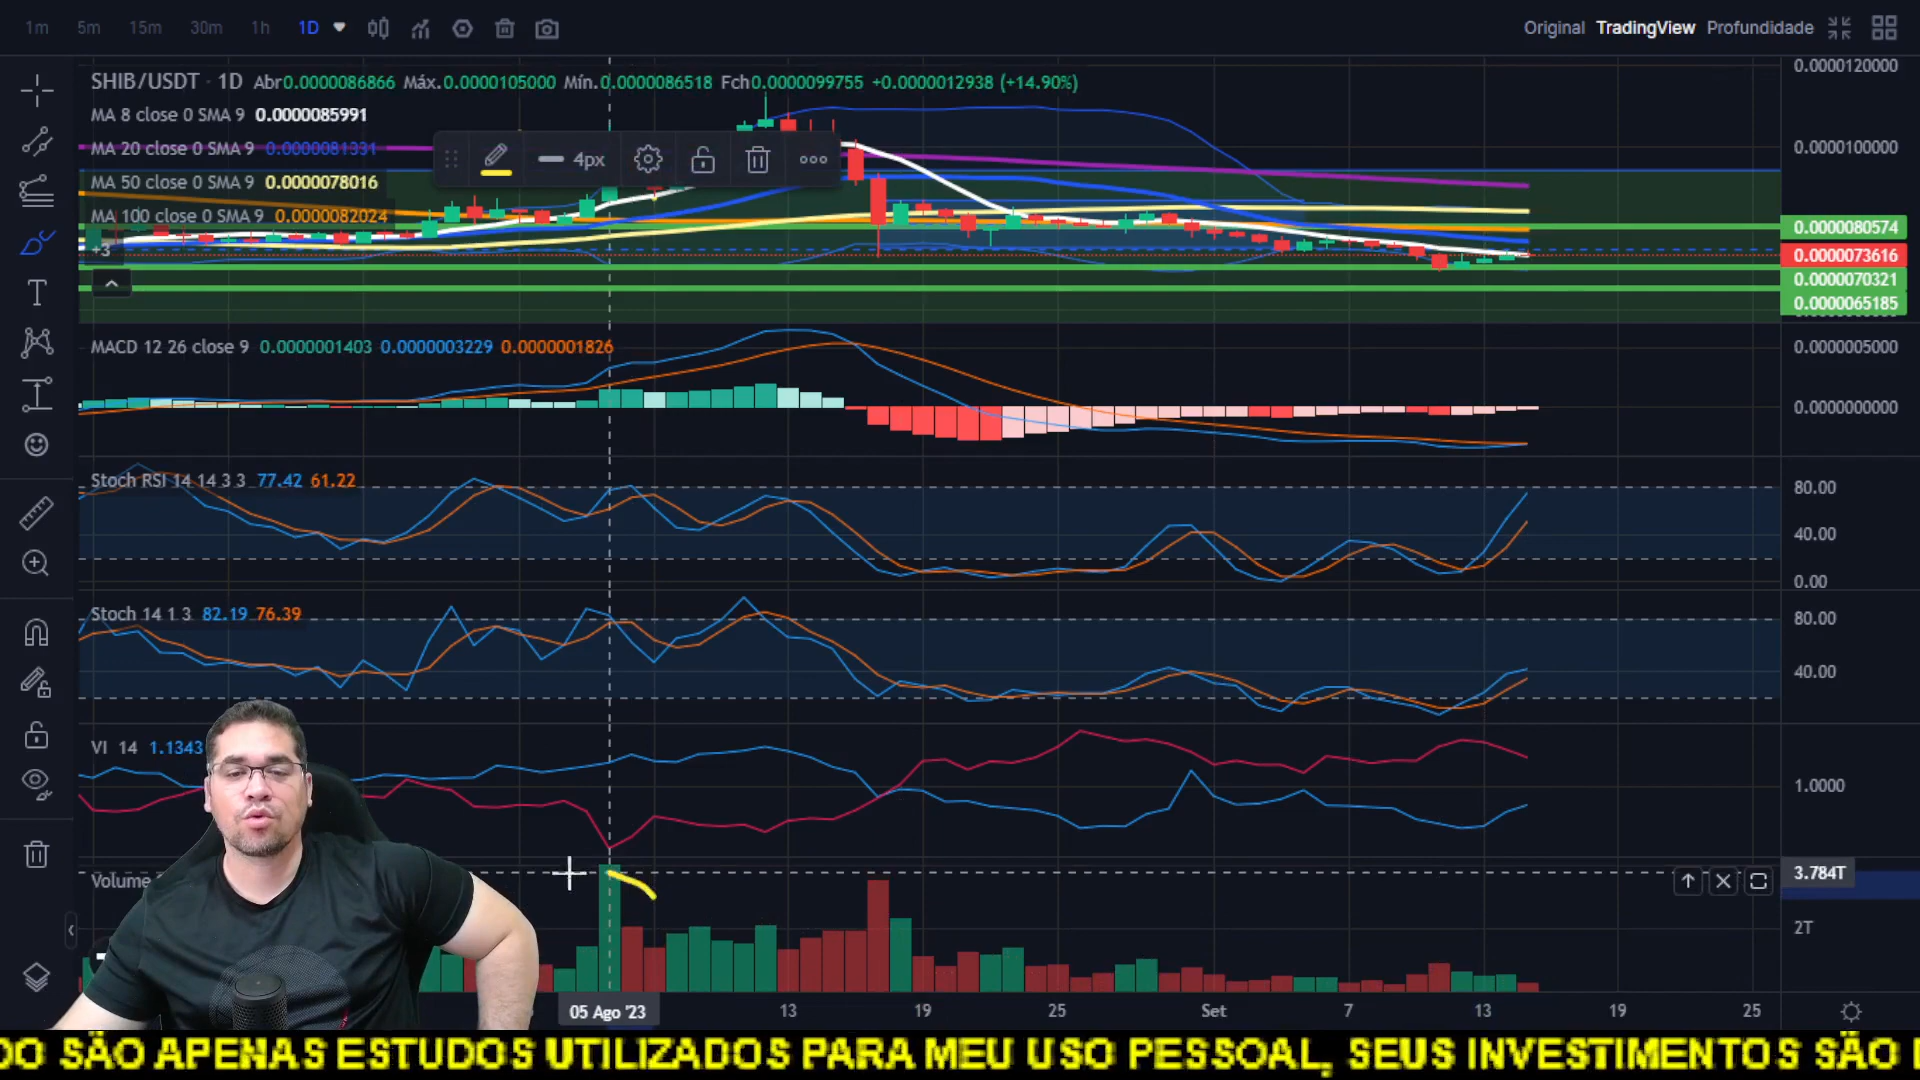 1m 5m 15m 30m 1h 1D Original TradingView Profundidade
SHIB/USDT · 1D Abr0.0000086866 Máx.0.0000105000 Mín.0.0000086518 Fch0.0000099755 +0.0000012938 (+14.90%)
MA 8 close 0 SMA 9 0.0000085991
MA 20 close 0 SMA 9 0.0000081331
4px
MA 50 close 0 SMA 9 0.0000078016
MA 100 close 0 SMA 9 0.0000082024
+3
0.0000120000
0.0000100000
0.0000080574
0.0000073616
0.0000070321
0.0000065185
MACD 12 26 close 9 0.0000001403 0.0000003229 0.0000001826
0.0000005000
0.0000000000
Stoch RSI 14 14 3 3 77.42 61.22
80.00
40.00
0.00
Stoch 14 1 3 82.19 76.39
80.00
40.00
VI 14 1.1343
1.0000
Volume
3.784T
2T
05 Ago '23 13 19 25 Set 7 13 19 25
SÃO APENAS ESTUDOS UTILIZADOS PARA MEU USO PESSOAL, SEUS INVESTIMENTOS SÃO